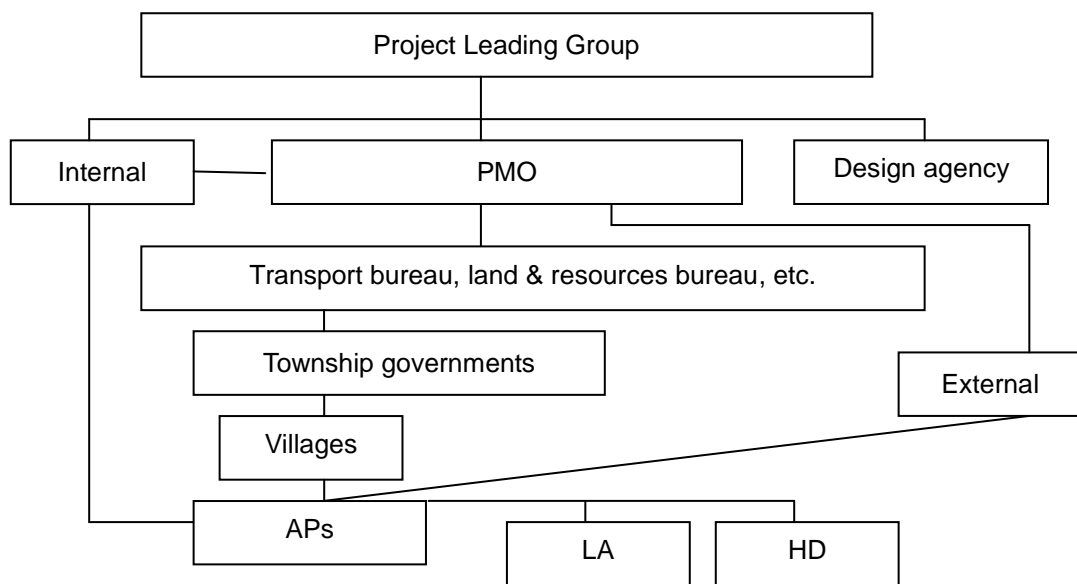 Project Leading Group
Internal
PMO
Design agency
Transport bureau, land & resources bureau, etc.
Township governments
External
Villages
APs
LA
HD